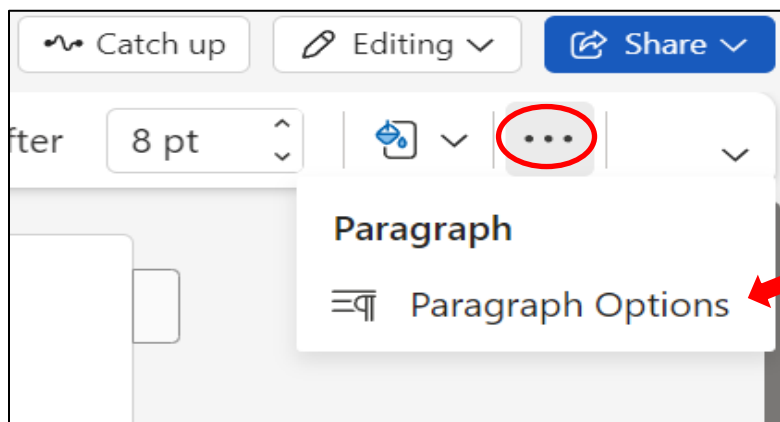 Catch up Editing Share
fter 8 pt
Paragraph
Paragraph Options